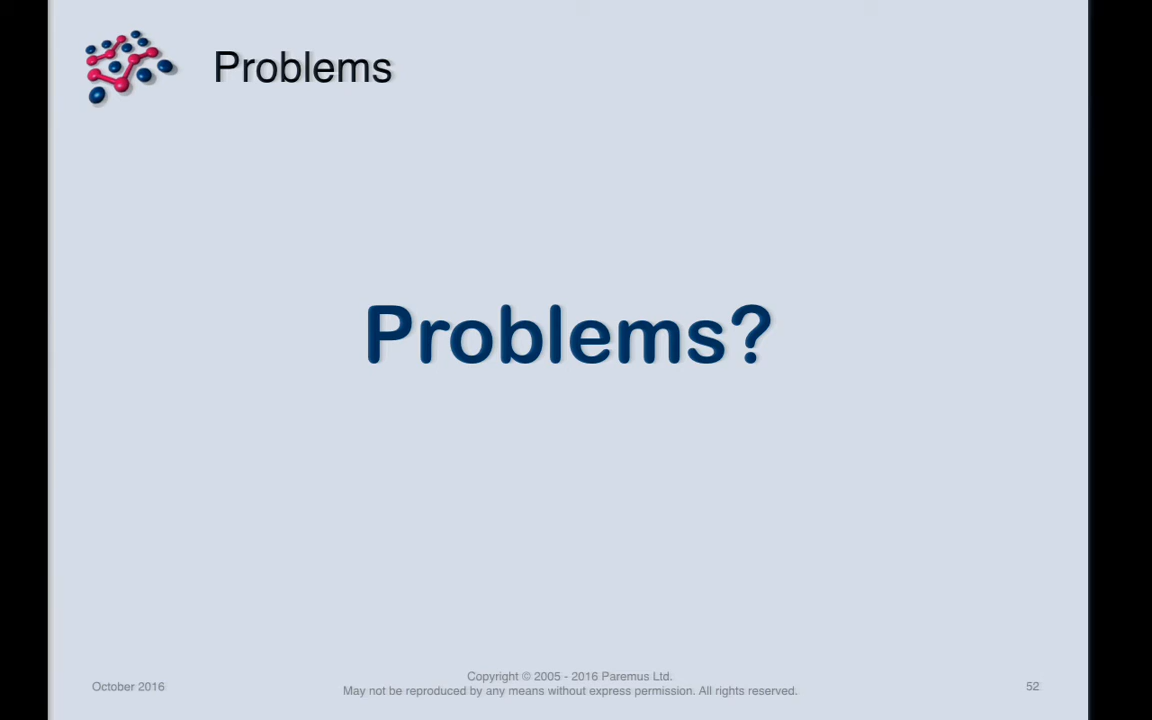 Problems
Problems?
October 2016
Copyright © 2005 - 2016 Paremus Ltd.
May not be reproduced by any means without express permission. All rights reserved.
52